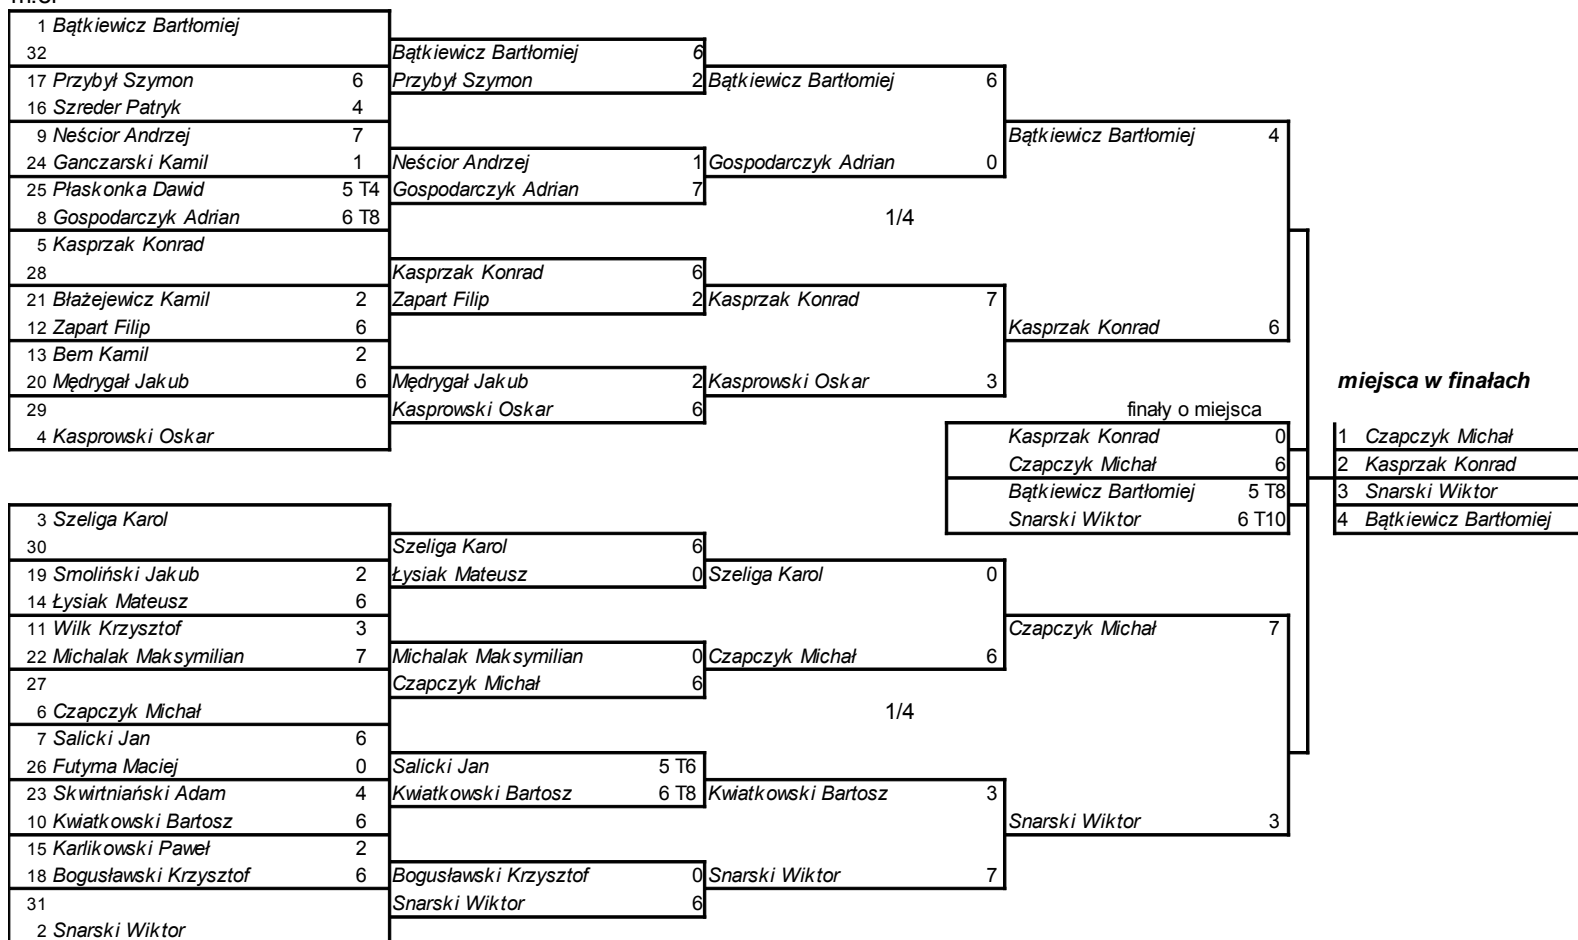 1 Bątkiewicz Bartłomiej
32 Bątkiewicz Bartłomiej 6
17 Przybył Szymon 6 Przybył Szymon 2 Bątkiewicz Bartłomiej 6
16 Szreder Patryk 4
9 Neścior Andrzej 7 Bątkiewicz Bartłomiej 4
24 Ganczarski Kamil 1 Neścior Andrzej 1 Gospodarczyk Adrian 0
25 Płaskonka Dawid 5 T4 Gospodarczyk Adrian 7
8 Gospodarczyk Adrian 6 T8 1/4
5 Kasprzak Konrad
28 Kasprzak Konrad 6
21 Błażejewicz Kamil 2 Zapart Filip 2 Kasprzak Konrad 7
12 Zapart Filip 6 Kasprzak Konrad 6
13 Bem Kamil 2
20 Mędrygał Jakub 6 Mędrygał Jakub 2 Kasprowski Oskar 3 miejsca w finałach
29 Kasprowski Oskar 6 finały o miejsca
4 Kasprowski Oskar Kasprzak Konrad 0 1 Czapczyk Michał
Czapczyk Michał 6 2 Kasprzak Konrad
Bątkiewicz Bartłomiej 5 T8 3 Snarski Wiktor
3 Szeliga Karol Snarski Wiktor 6 T10 4 Bątkiewicz Bartłomiej
30 Szeliga Karol 6
19 Smoliński Jakub 2 Łysiak Mateusz 0 Szeliga Karol 0
14 Łysiak Mateusz 6
11 Wilk Krzysztof 3 Czapczyk Michał 7
22 Michalak Maksymilian 7 Michalak Maksymilian 0 Czapczyk Michał 6
27 Czapczyk Michał 6
6 Czapczyk Michał 1/4
7 Salicki Jan 6
26 Futyma Maciej 0 Salicki Jan 5 T6
23 Skwirtniański Adam 4 Kwiatkowski Bartosz 6 T8 Kwiatkowski Bartosz 3
10 Kwiatkowski Bartosz 6 Snarski Wiktor 3
15 Karlikowski Paweł 2
18 Bogusławski Krzysztof 6 Bogusławski Krzysztof 0 Snarski Wiktor 7
31 Snarski Wiktor 6
2 Snarski Wiktor